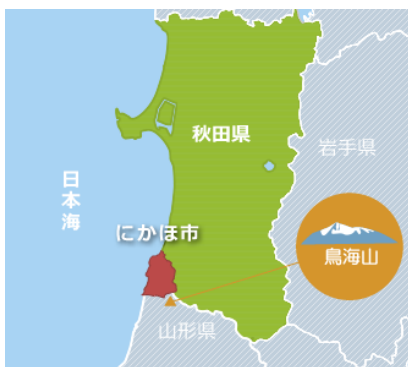 秋田県
岩手県
日本海
にかほ市
鳥海山
山形県